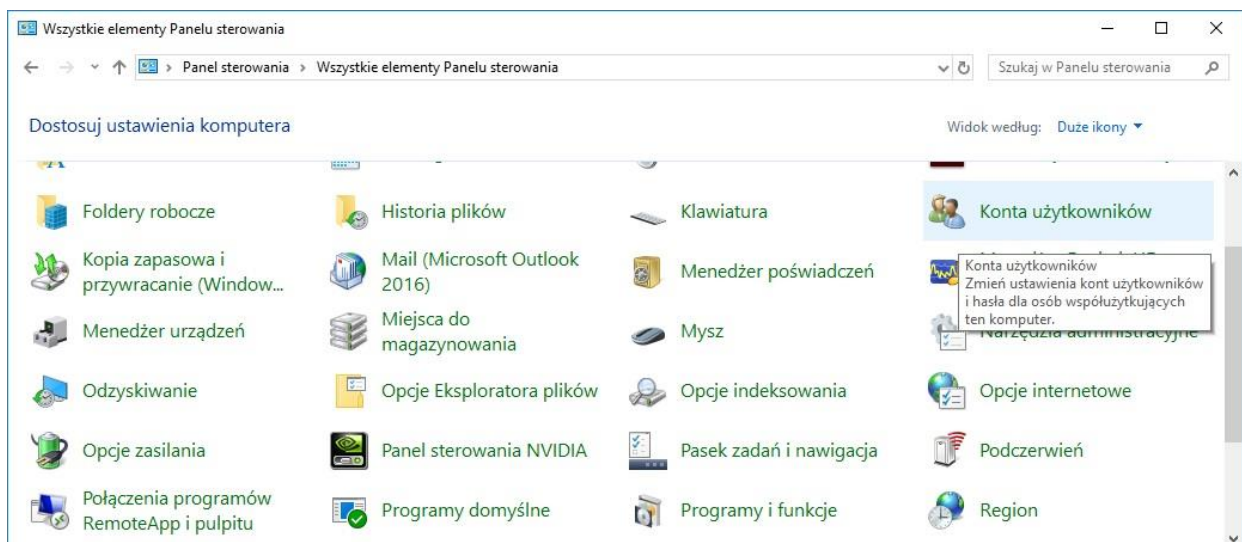 Wszystkie elementy Panelu sterowania
Panel sterowania > Wszystkie elementy Panelu sterowania
Szukaj w Panelu sterowania
Dostosuj ustawienia komputera
Widok według: Duże ikony
Foldery robocze
Historia plików
Klawiatura
Konta użytkowników
Kopia zapasowa i
przywracanie (Window...
Mail (Microsoft Outlook
2016)
Menedżer poświadczeń
Konta użytkowników
Zmień ustawienia kont użytkowników
i hasła dla osób współużytkujących
ten komputer.
Menedżer urządzeń
Miejsca do
magazynowania
Mysz
Narzędzia administracyjne
Odzyskiwanie
Opcje Eksploratora plików
Opcje indeksowania
Opcje internetowe
Opcje zasilania
Panel sterowania NVIDIA
Pasek zadań i nawigacja
Podczerwień
Połączenia programów
RemoteApp i pulpitu
Programy domyślne
Programy i funkcje
Region